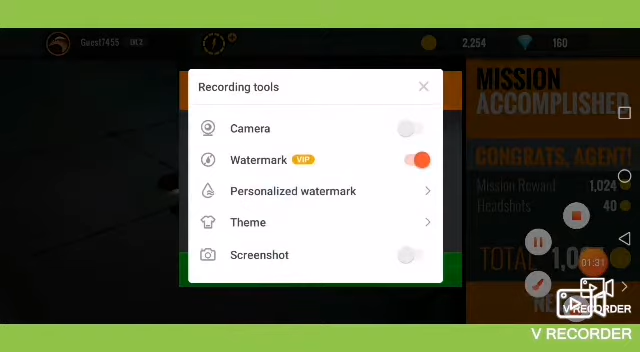 Guest7455
2,254
160
Recording tools
Camera
Watermark VIP
Personalized watermark
Theme
Screenshot
MISSION
ACCOMPLISHED
CONGRATS, AGENT!
Mission Reward 1,024
Headshots 40
TOTAL
01:31
V RECORDER
V RECORDER